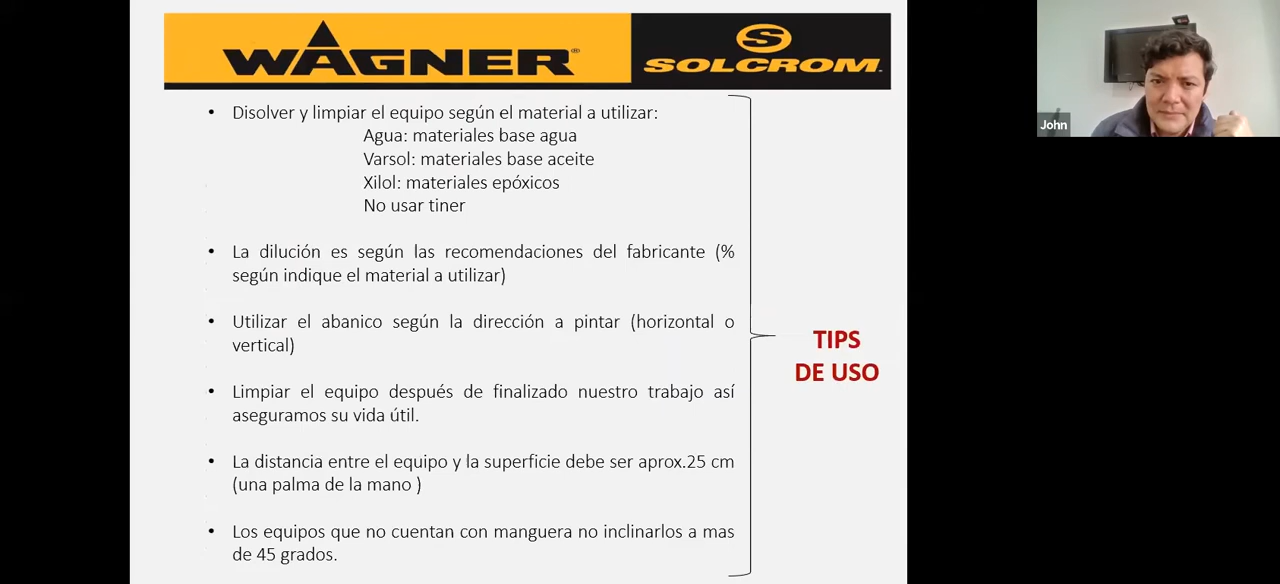 WAGNER®
SOLCROM.
John
• Disolver y limpiar el equipo según el material a utilizar:
Agua: materiales base agua
Varsol: materiales base aceite
Xilol: materiales epóxicos
No usar tiner
• La dilución es según las recomendaciones del fabricante (%
según indique el material a utilizar)
• Utilizar el abanico según la dirección a pintar (horizontal o
vertical)
• Limpiar el equipo después de finalizado nuestro trabajo así
aseguramos su vida útil.
• La distancia entre el equipo y la superficie debe ser aprox.25 cm
(una palma de la mano )
• Los equipos que no cuentan con manguera no inclinarlos a mas
de 45 grados.
TIPS
DE USO